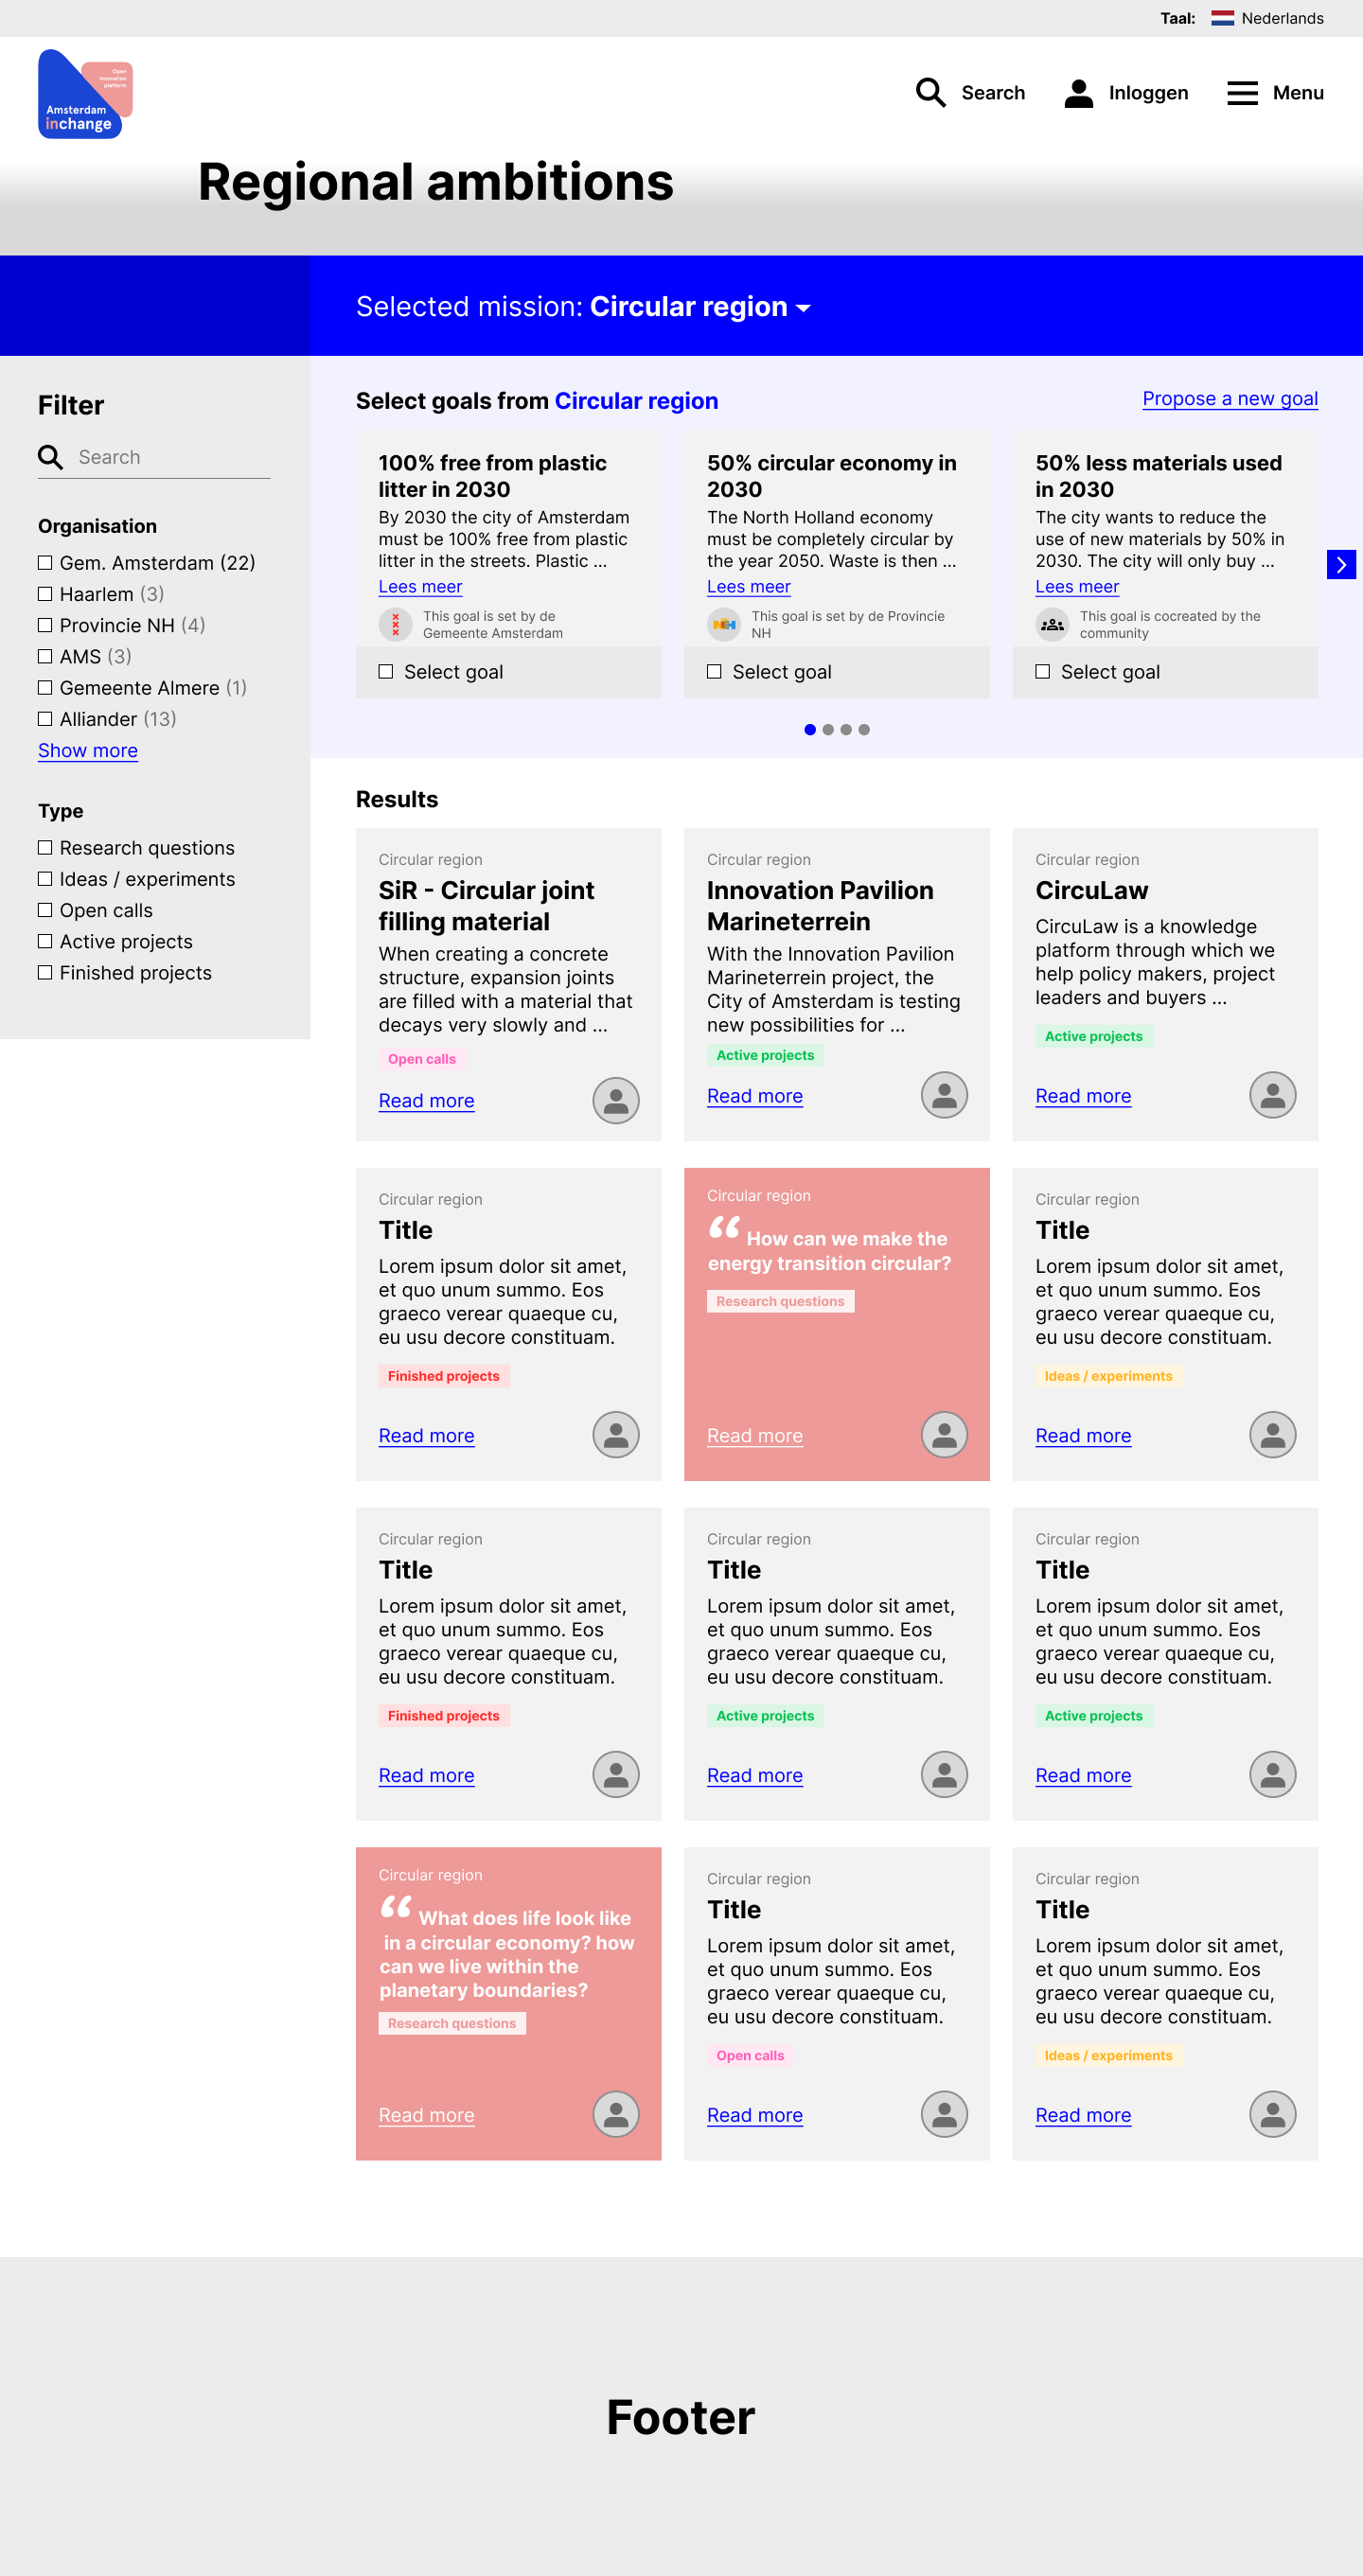 Taal: Nederlands
Open
innovation
platform
Amsterdam
inchange
Search
Inloggen
Menu
Regional ambitions
Selected mission: Circular region
Filter
Search
Organisation
Gem. Amsterdam (22)
Haarlem (3)
Provincie NH (4)
AMS (3)
Gemeente Almere (1)
Alliander (13)
Show more
Type
Research questions
Ideas / experiments
Open calls
Active projects
Finished projects
Select goals from Circular region
Propose a new goal
100% free from plastic
litter in 2030
By 2030 the city of Amsterdam
must be 100% free from plastic
litter in the streets. Plastic ...
Lees meer
This goal is set by de
Gemeente Amsterdam
Select goal
50% circular economy in
2030
The North Holland economy
must be completely circular by
the year 2050. Waste is then ...
Lees meer
NH
This goal is set by de Provincie
NH
Select goal
50% less materials used
in 2030
The city wants to reduce the
use of new materials by 50% in
2030. The city will only buy ...
Lees meer
This goal is cocreated by the
community
Select goal
Results
Circular region
SiR - Circular joint
filling material
When creating a concrete
structure, expansion joints
are filled with a material that
decays very slowly and ...
Open calls
Read more
Circular region
Innovation Pavilion
Marineterrein
With the Innovation Pavilion
Marineterrein project, the
City of Amsterdam is testing
new possibilities for ...
Active projects
Read more
Circular region
CircuLaw
CircuLaw is a knowledge
platform through which we
help policy makers, project
leaders and buyers ...
Active projects
Read more
Circular region
Title
Lorem ipsum dolor sit amet,
et quo unum summo. Eos
graeco verear quaeque cu,
eu usu decore constituam.
Finished projects
Read more
Circular region
“ How can we make the
energy transition circular?
Research questions
Read more
Circular region
Title
Lorem ipsum dolor sit amet,
et quo unum summo. Eos
graeco verear quaeque cu,
eu usu decore constituam.
Ideas / experiments
Read more
Circular region
Title
Lorem ipsum dolor sit amet,
et quo unum summo. Eos
graeco verear quaeque cu,
eu usu decore constituam.
Finished projects
Read more
Circular region
Title
Lorem ipsum dolor sit amet,
et quo unum summo. Eos
graeco verear quaeque cu,
eu usu decore constituam.
Active projects
Read more
Circular region
Title
Lorem ipsum dolor sit amet,
et quo unum summo. Eos
graeco verear quaeque cu,
eu usu decore constituam.
Active projects
Read more
Circular region
“ What does life look like
in a circular economy? how
can we live within the
planetary boundaries?
Research questions
Read more
Circular region
Title
Lorem ipsum dolor sit amet,
et quo unum summo. Eos
graeco verear quaeque cu,
eu usu decore constituam.
Open calls
Read more
Circular region
Title
Lorem ipsum dolor sit amet,
et quo unum summo. Eos
graeco verear quaeque cu,
eu usu decore constituam.
Ideas / experiments
Read more
Footer